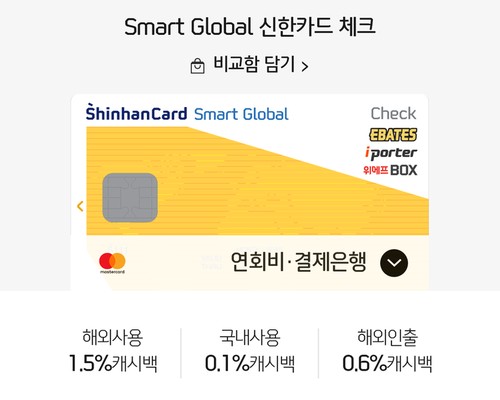 Smart Global 신한카드 체크
비교함 담기 >
ShinhanCard Smart Global Check
EBATES
iporter
위메프 BOX
mastercard
연회비·결제은행
해외사용 국내사용 해외인출
1.5%캐시백 0.1%캐시백 0.6%캐시백